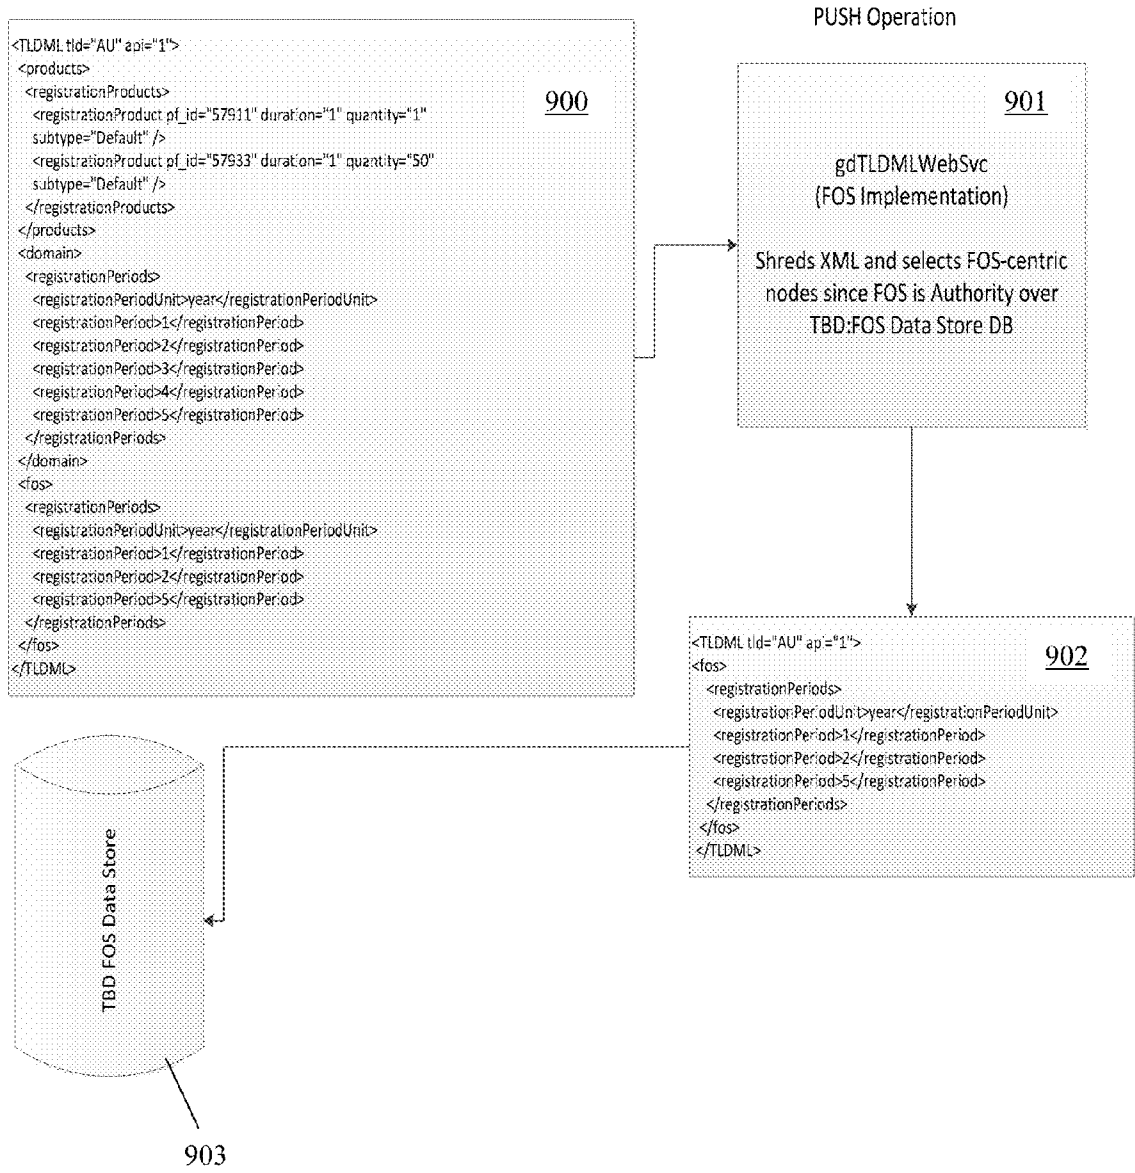 PUSH Operation
<TLDML tld="AU" api="1">
<products>
<registrationProducts>
<registrationProduct pf_id="57911" duration="1" quantity="1"
subtype="Default" />
<registrationProduct pf_id="57933" duration="1" quantity="50"
subtype="Default" />
</registrationProducts>
</products>
<domain>
<registrationPeriods>
<registrationPeriodUnit>year</registrationPeriodUnit>
<registrationPeriod>1</registrationPeriod>
<registrationPeriod>2</registrationPeriod>
<registrationPeriod>3</registrationPeriod>
<registrationPeriod>4</registrationPeriod>
<registrationPeriod>5</registrationPeriod>
</registrationPeriods>
</domain>
<fos>
<registrationPeriods>
<registrationPeriodUnit>year</registrationPeriodUnit>
<registrationPeriod>1</registrationPeriod>
<registrationPeriod>2</registrationPeriod>
<registrationPeriod>5</registrationPeriod>
</registrationPeriods>
</fos>
</TLDML>
900
901
gdTLDMLWebSvc
(FOS Implementation)
Shreds XML and selects FOS-centric
nodes since FOS is Authority over
TBD:FOS Data Store DB
<TLDML tld="AU" api="1">
<fos>
<registrationPeriods>
<registrationPeriodUnit>year</registrationPeriodUnit>
<registrationPeriod>1</registrationPeriod>
<registrationPeriod>2</registrationPeriod>
<registrationPeriod>5</registrationPeriod>
</registrationPeriods>
</fos>
</TLDML>
902
TBD FOS Data Store
903